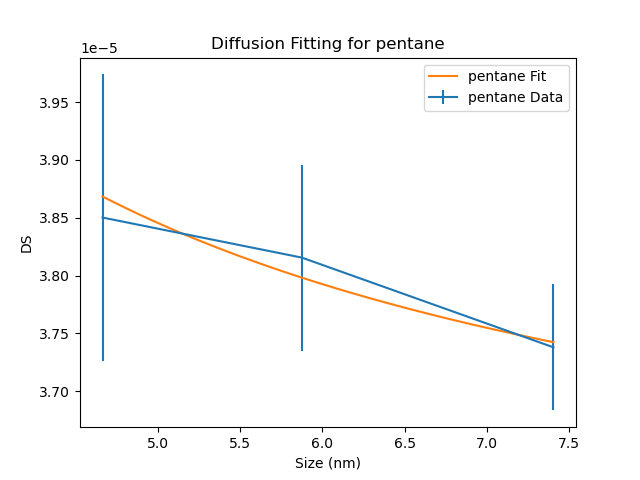 Diffusion Fitting for pentane
1e−5
pentane Fit
pentane Data
3.95
3.90
3.85
3.80
3.75
3.70
DS
5.0 5.5 6.0 6.5 7.0 7.5
Size (nm)